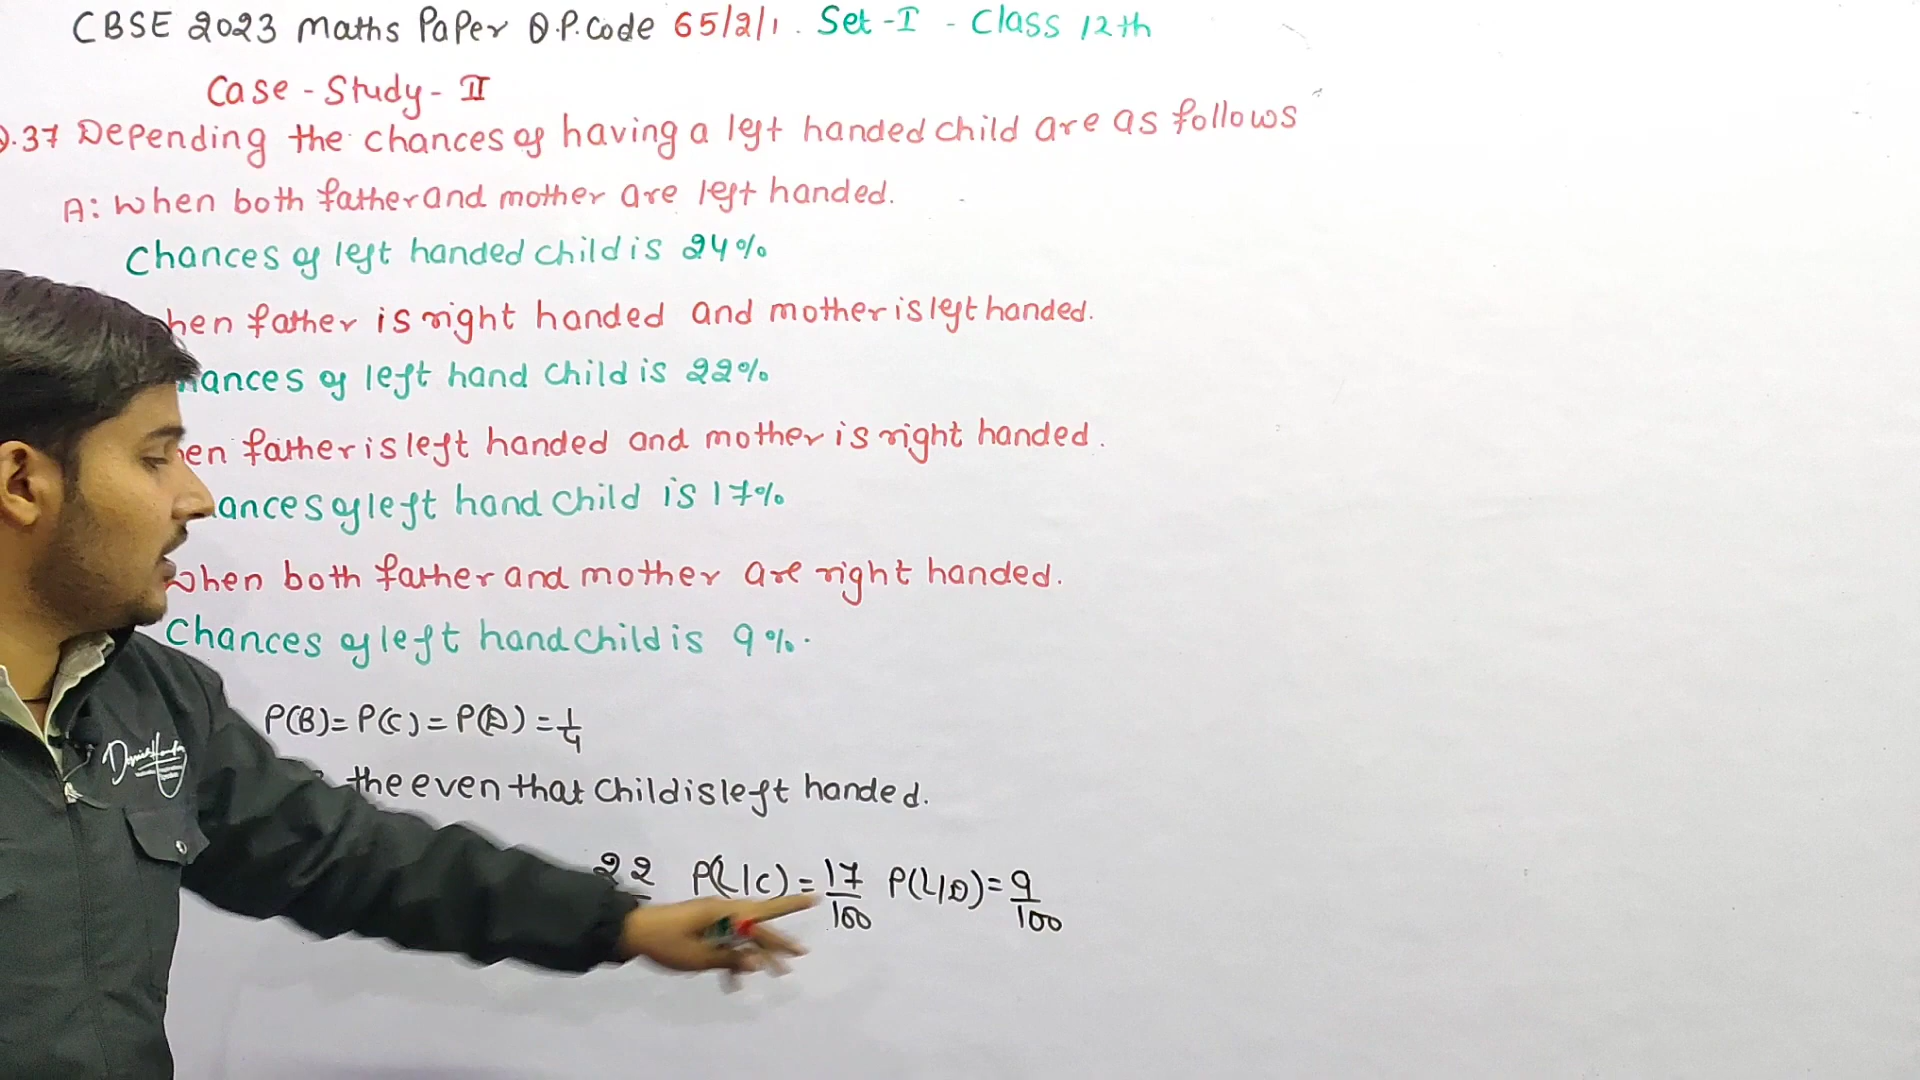 CBSE 2023 maths Paper Q.P. Code 65/2/1. Set-I - Class 12th
Case-Study-II
Q.37 Depending the chances of having a left handed child are as follows
A: when both father and mother are left handed.
Chances of left handed child is 24%
hen father is right handed and mother is left handed.
hances of left hand child is 22%
en father is left handed and mother is right handed.
ances of left hand child is 17%
when both father and mother are right handed.
Chances of left hand child is 9%.
P(B)=P(C)=P(D)=1/4
the even that child is left handed.
22 P(L|C)=17/100 P(L|D)=9/100